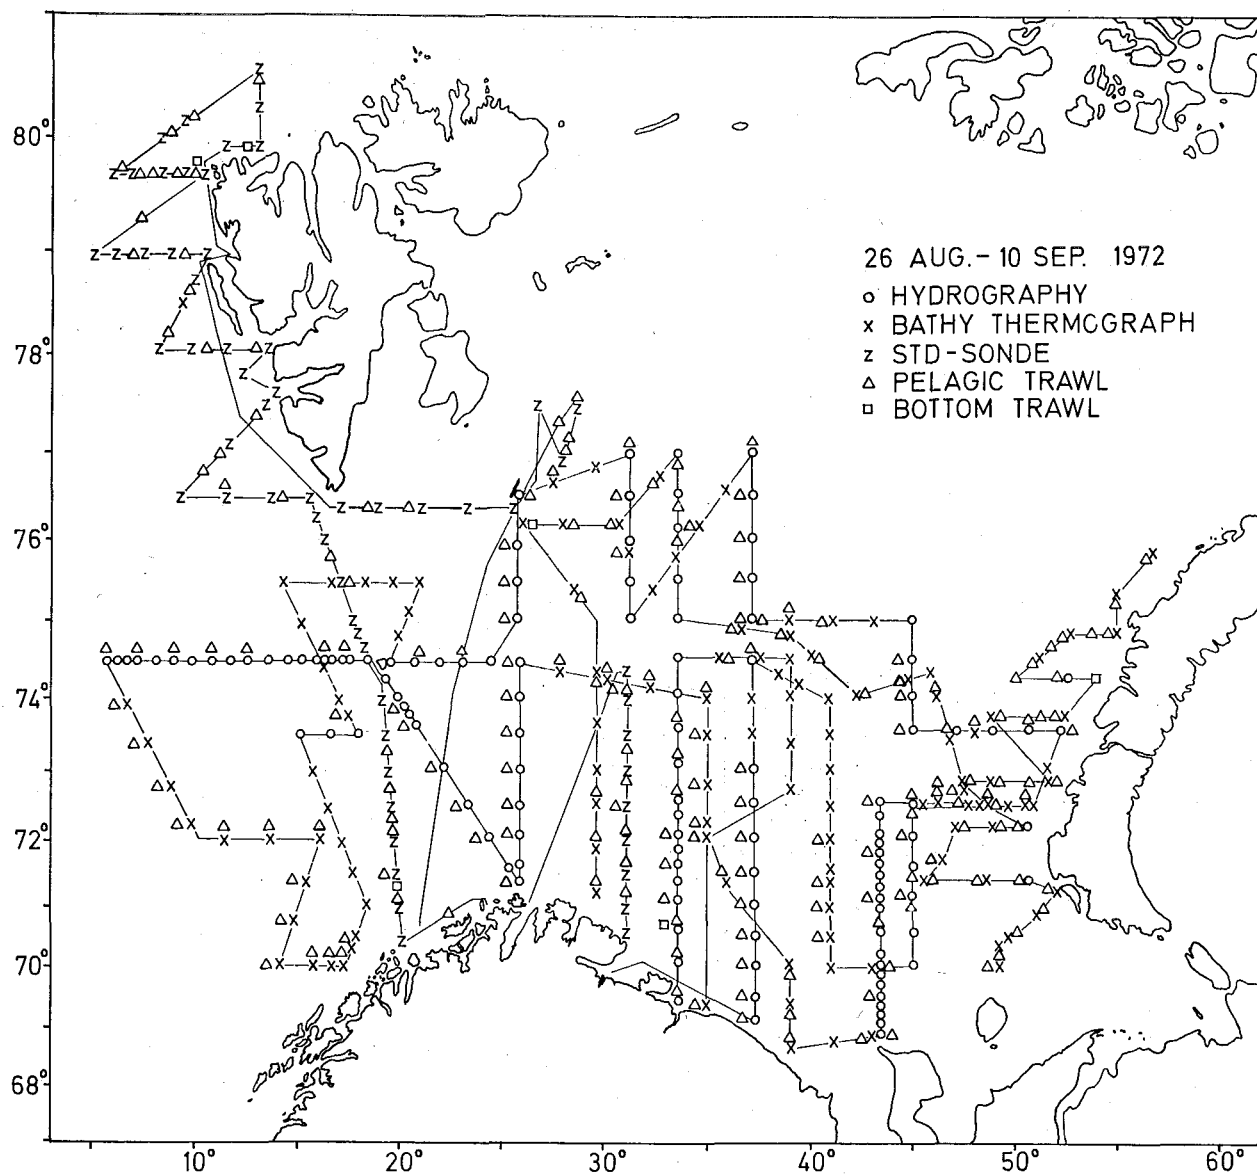 80°
78°
76°
74°
72°
70°
68°
26 AUG. - 10 SEP. 1972
o HYDROGRAPHY
x BATHY THERMOGRAPH
z STD-SONDE
△ PELAGIC TRAWL
□ BOTTOM TRAWL
10° 20° 30° 40° 50° 60°